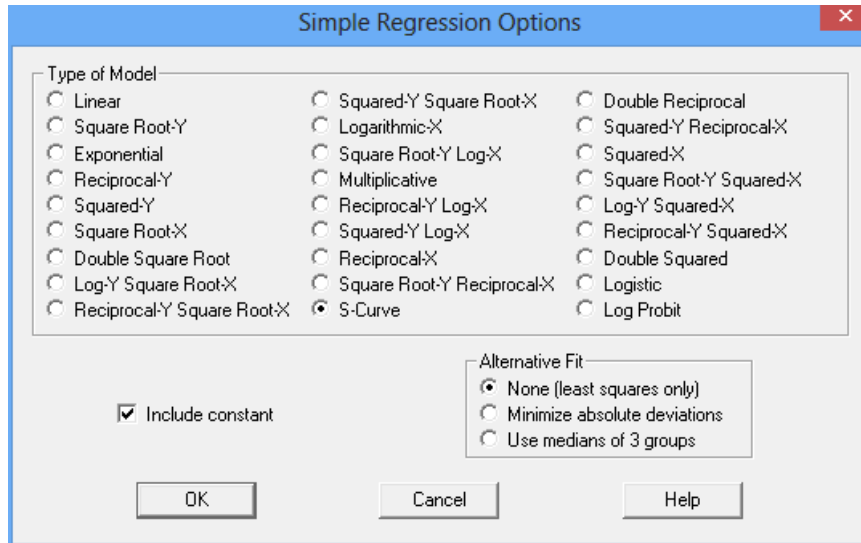 Simple Regression Options
Type of Model
Linear
Square Root-Y
Exponential
Reciprocal-Y
Squared-Y
Square Root-X
Double Square Root
Log-Y Square Root-X
Reciprocal-Y Square Root-X
Squared-Y Square Root-X
Logarithmic-X
Square Root-Y Log-X
Multiplicative
Reciprocal-Y Log-X
Squared-Y Log-X
Reciprocal-X
Square Root-Y Reciprocal-X
S-Curve
Double Reciprocal
Squared-Y Reciprocal-X
Squared-X
Square Root-Y Squared-X
Log-Y Squared-X
Reciprocal-Y Squared-X
Double Squared
Logistic
Log Probit
Include constant
Alternative Fit
None (least squares only)
Minimize absolute deviations
Use medians of 3 groups
OK
Cancel
Help